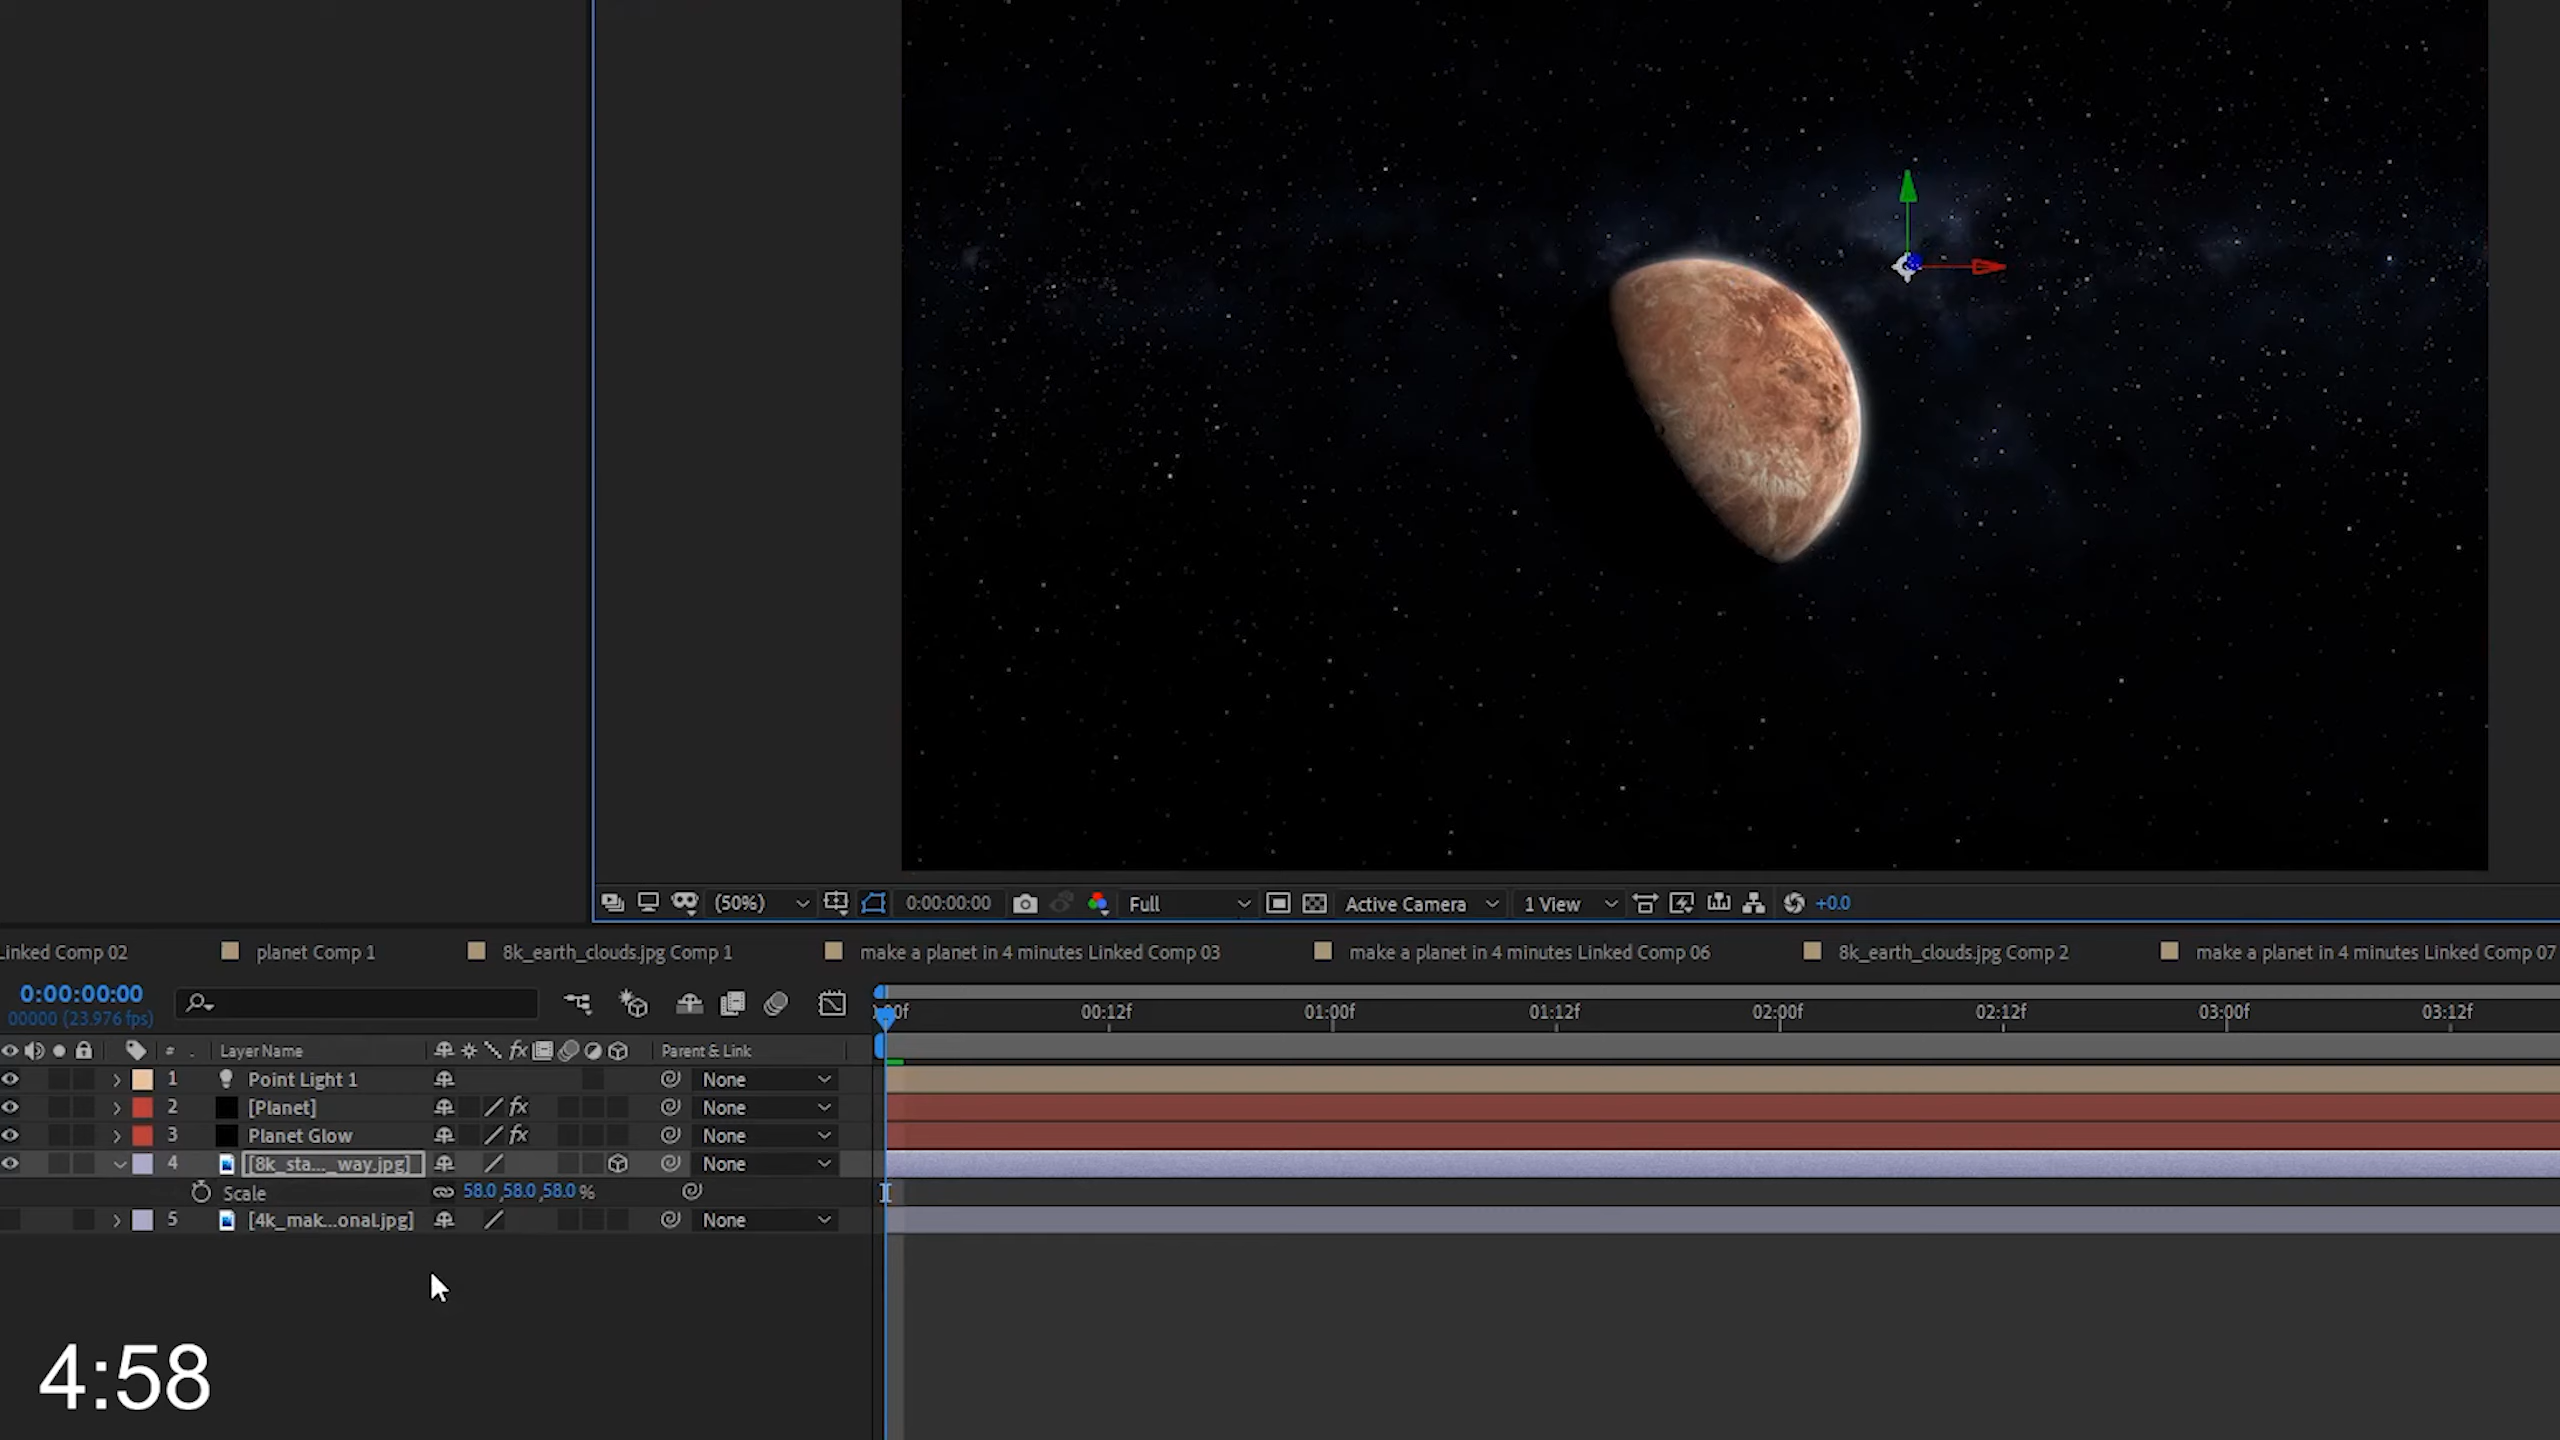 (50%) 0:00:00:00 Full Active Camera 1 View +0.0
Linked Comp 02 planet Comp 1 8k_earth_clouds.jpg Comp 1 make a planet in 4 minutes Linked Comp 03 make a planet in 4 minutes Linked Comp 06 8k_earth_clouds.jpg Comp 2 make a planet in 4 minutes Linked Comp 07
0:00:00:00
00000 (23.976 fps)
00f 00:12f 01:00f 01:12f 02:00f 02:12f 03:00f 03:12f
# . Layer Name fx Parent & Link
1 Point Light 1 None
2 [Planet] fx None
3 Planet Glow fx None
4 [8k_sta..._way.jpg] None
Scale 58.0,58.0,58.0%
5 [4k_mak...onal.jpg] None
4:58